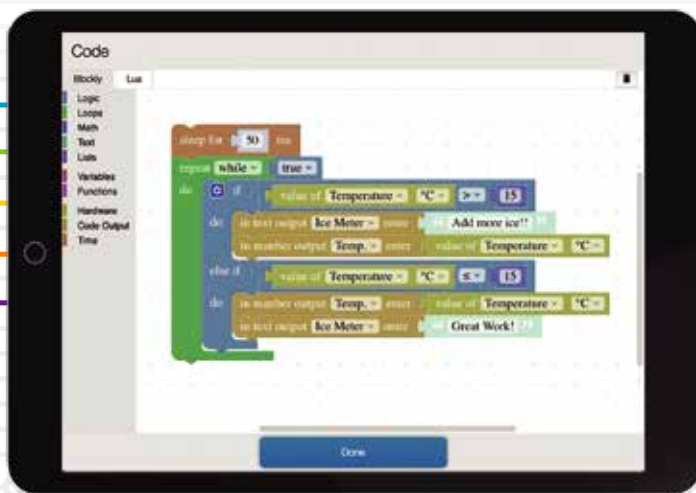 Code
Blockly Lua
Logic
Loops
Math
Text
Lists
Variables
Functions
Hardware
Code Output
Time
sleep for 50 ms
repeat while true
do if value of Temperature °C > 15
do in text output Ice Meter enter “ Add more ice!! ”
in number output Temp. enter value of Temperature °C
else if value of Temperature °C ≤ 15
do in number output Temp. enter value of Temperature °C
in text output Ice Meter enter “ Great Work! ”
Done